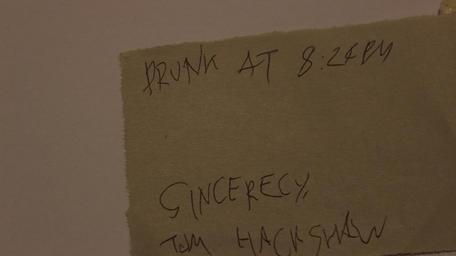 DRUNK AT 8:24PM
SINCERELY,
TOM HACKSHAW